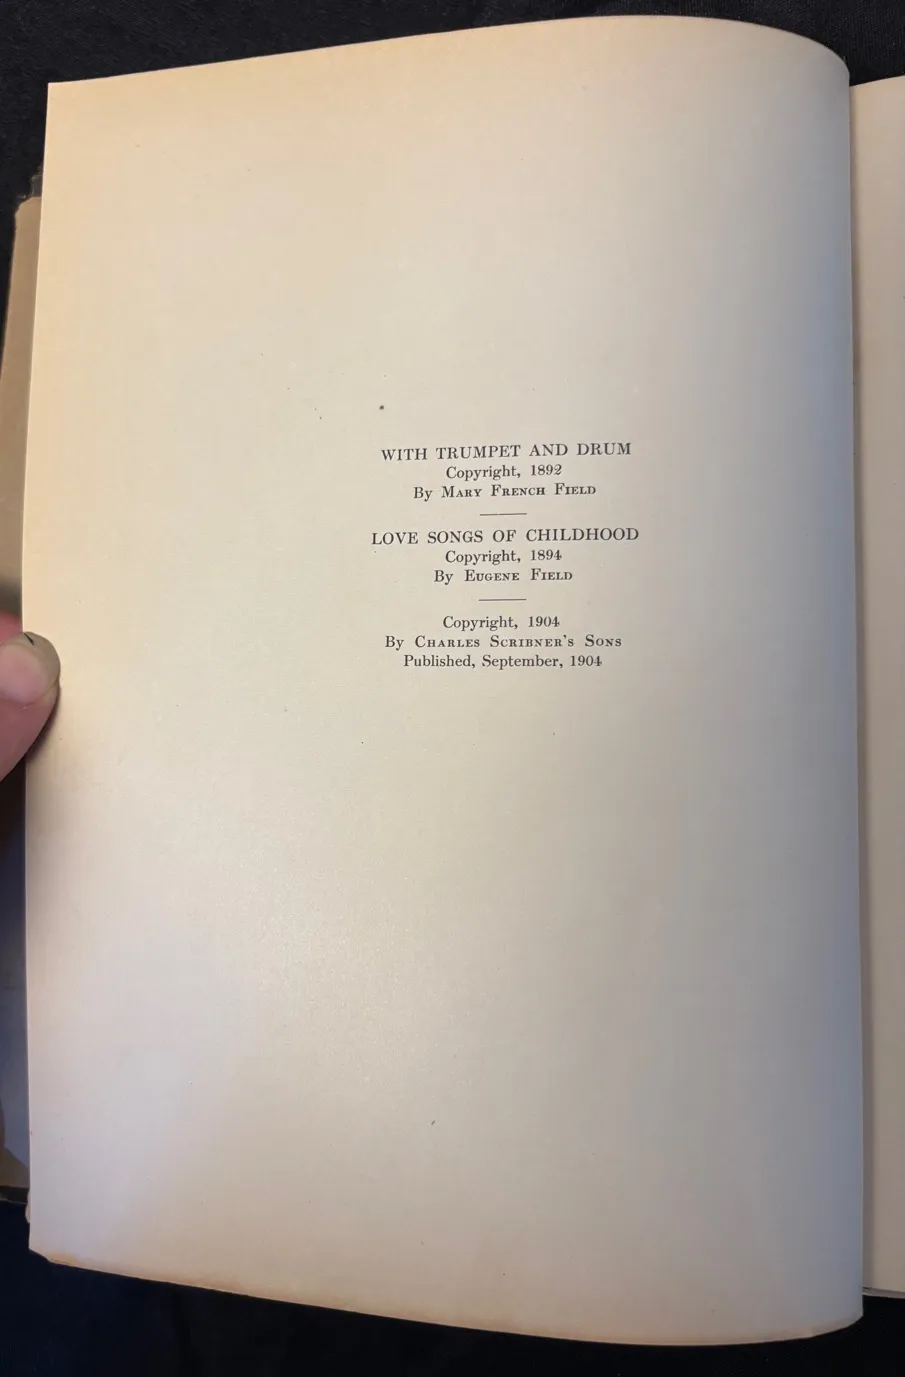 WITH TRUMPET AND DRUM
Copyright, 1892
By Mary French Field
LOVE SONGS OF CHILDHOOD
Copyright, 1894
By Eugene Field
Copyright, 1904
By Charles Scribner's Sons
Published, September, 1904